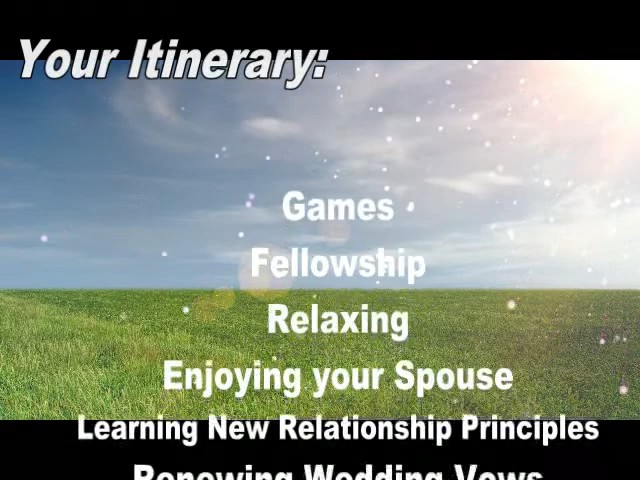 Your Itinerary:
Games
Fellowship
Relaxing
Enjoying your Spouse
Learning New Relationship Principles
Renewing Wedding Vows